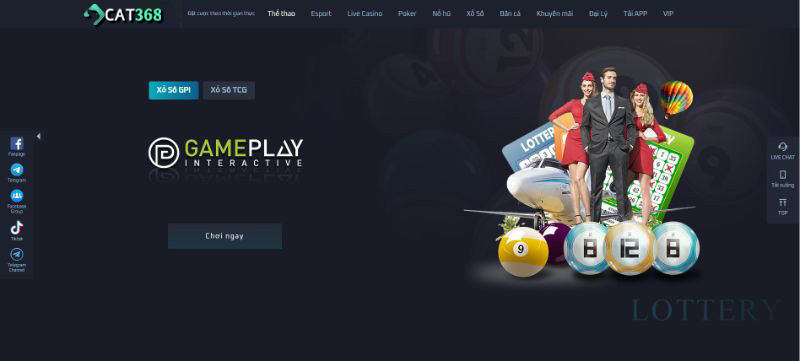 CAT368
Đặt cược theo thời gian thực
Thể thao
Esport
Live Casino
Poker
Nổ hũ
Xổ Số
Bắn cá
Khuyến mãi
Đại Lý
Tải APP
VIP
Xổ Số GPI
Xổ Số TCG
GAMEPLAY
INTERACTIVE
Chơi ngay
Fanpage
Telegram
Facebook
Group
Tiktok
Telegram
Channel
LIVE CHAT
Tải xuống
TOP
LOTTERY
9
8
12
8
LOTTERY